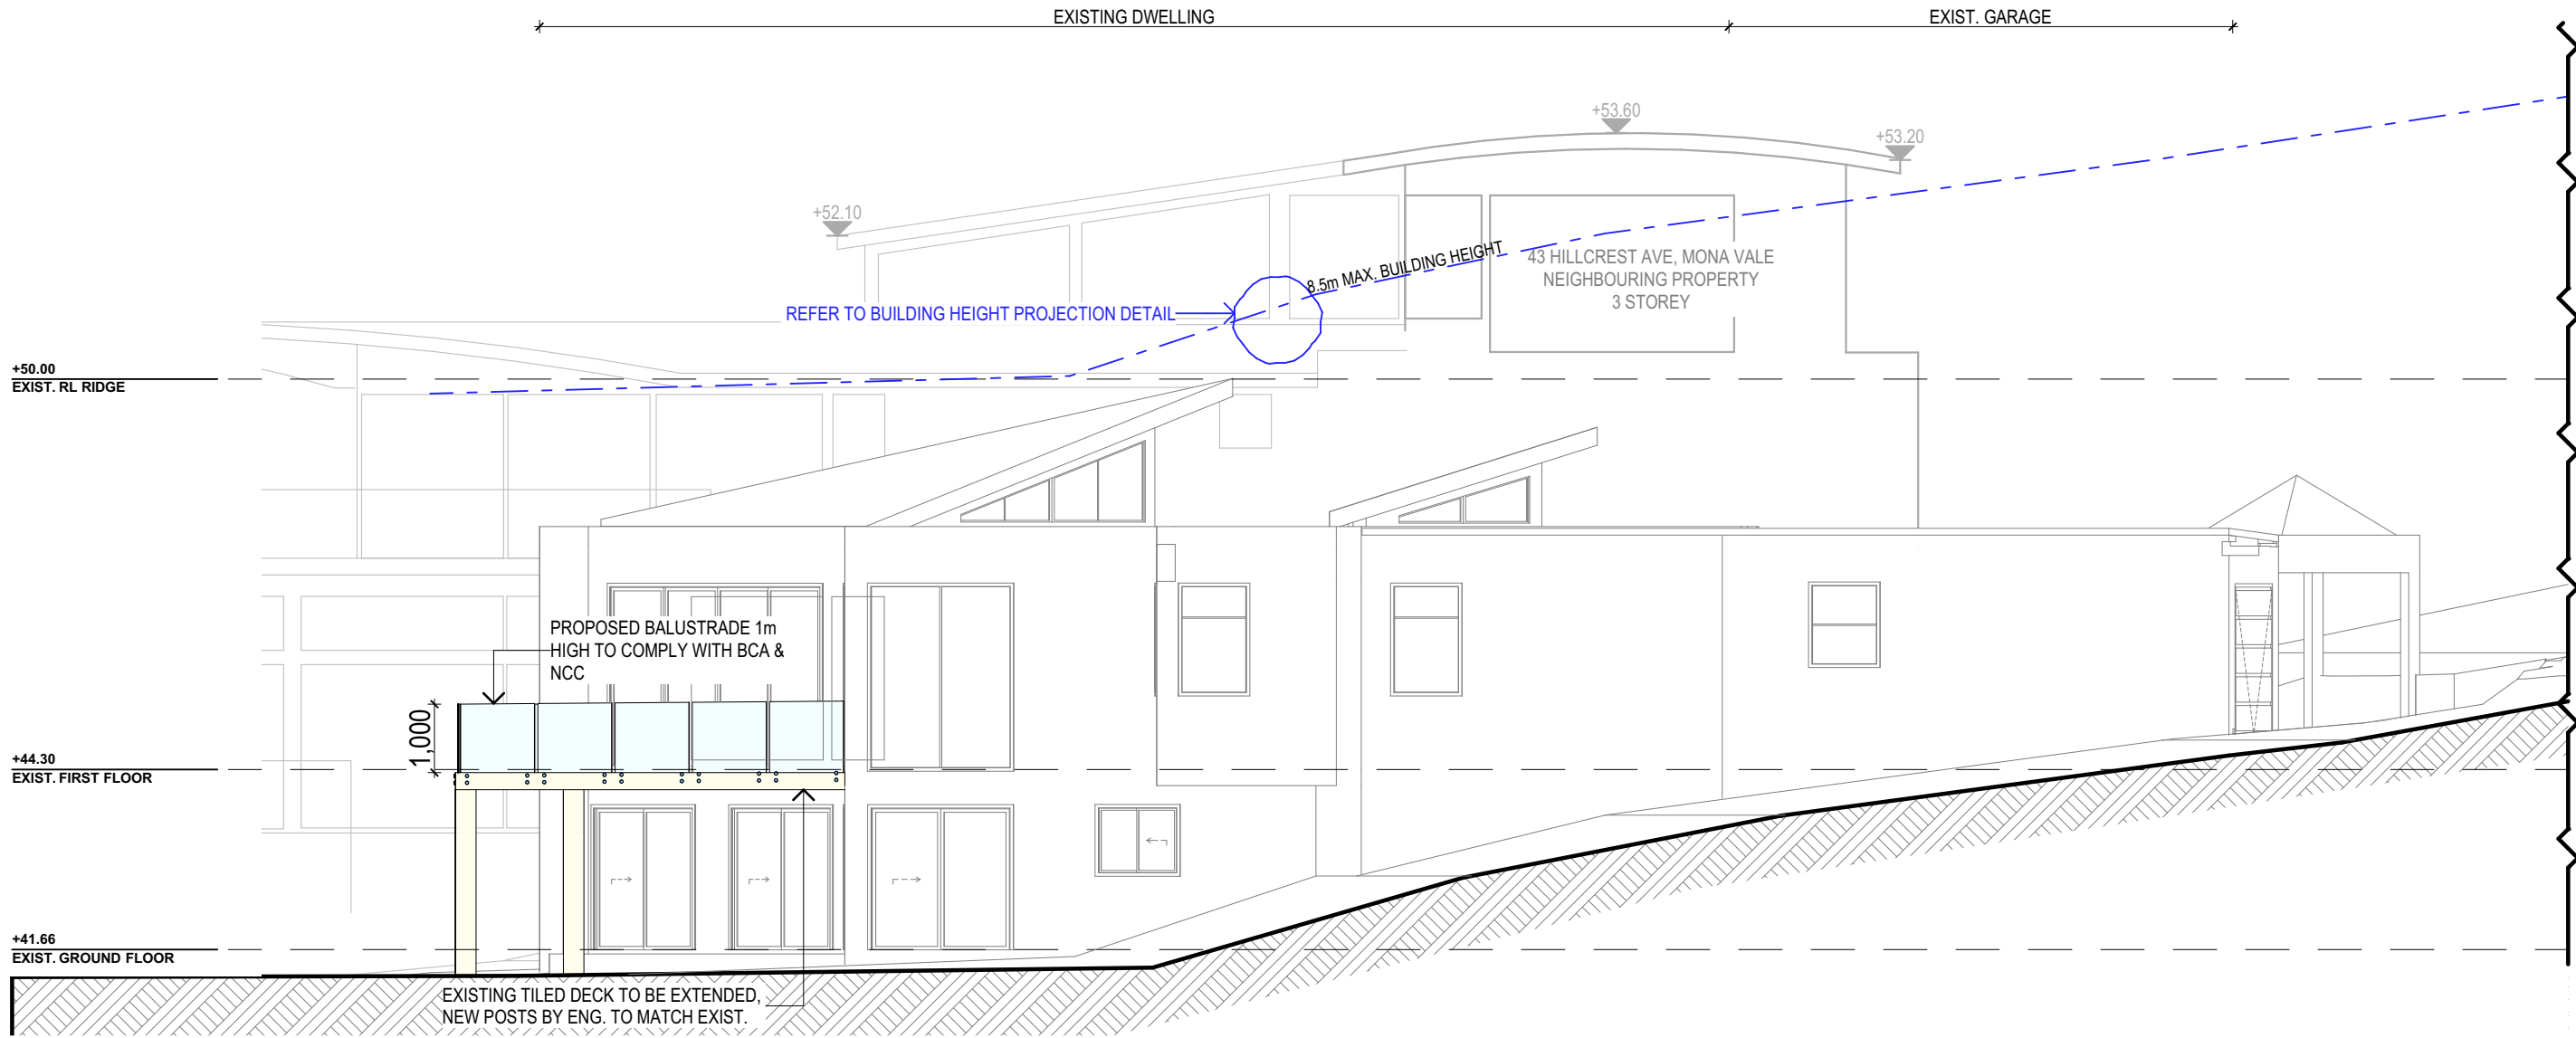 EXISTING DWELLING
EXIST. GARAGE
+53.60
+53.20
+52.10
8.5m MAX. BUILDING HEIGHT
43 HILLCREST AVE, MONA VALE
NEIGHBOURING PROPERTY
3 STOREY
REFER TO BUILDING HEIGHT PROJECTION DETAIL
+50.00
EXIST. RL RIDGE
PROPOSED BALUSTRADE 1m
HIGH TO COMPLY WITH BCA &
NCC
1,000
+44.30
EXIST. FIRST FLOOR
+41.66
EXIST. GROUND FLOOR
EXISTING TILED DECK TO BE EXTENDED,
NEW POSTS BY ENG. TO MATCH EXIST.